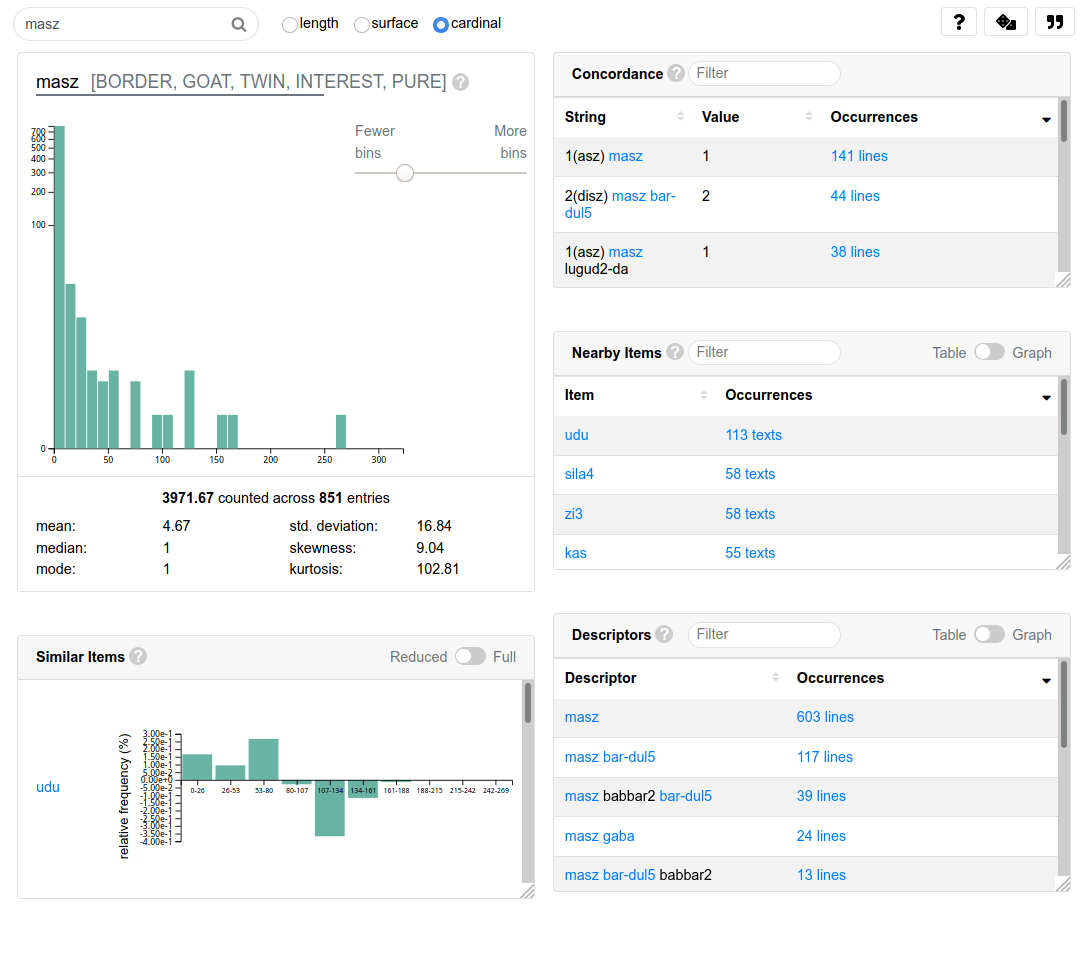 masz
length surface cardinal
?
masz [BORDER, GOAT, TWIN, INTEREST, PURE] ?
Fewer bins
More bins
700
600
500
400
300
200
100
0
0 50 100 150 200 250 300
3971.67 counted across 851 entries
mean: 4.67 std. deviation: 16.84
median: 1 skewness: 9.04
mode: 1 kurtosis: 102.81
Similar Items ? Reduced Full
udu
relative frequency (%)
3.00e-1
2.50e-1
2.00e-1
1.50e-1
1.00e-1
5.00e-2
0.00e+0
-5.00e-2
-1.00e-1
-1.50e-1
-2.00e-1
-2.50e-1
-3.00e-1
-3.50e-1
-4.00e-1
0-26 26-53 53-80 80-107 107-134 134-161 161-188 188-215 215-242 242-269
Concordance ? Filter
String Value Occurrences
1(asz) masz 1 141 lines
2(disz) masz bar-dul5 2 44 lines
1(asz) masz lugud2-da 1 38 lines
Nearby Items ? Filter Table Graph
Item Occurrences
udu 113 texts
sila4 58 texts
zi3 58 texts
kas 55 texts
Descriptors ? Filter Table Graph
Descriptor Occurrences
masz 603 lines
masz bar-dul5 117 lines
masz babbar2 bar-dul5 39 lines
masz gaba 24 lines
masz bar-dul5 babbar2 13 lines